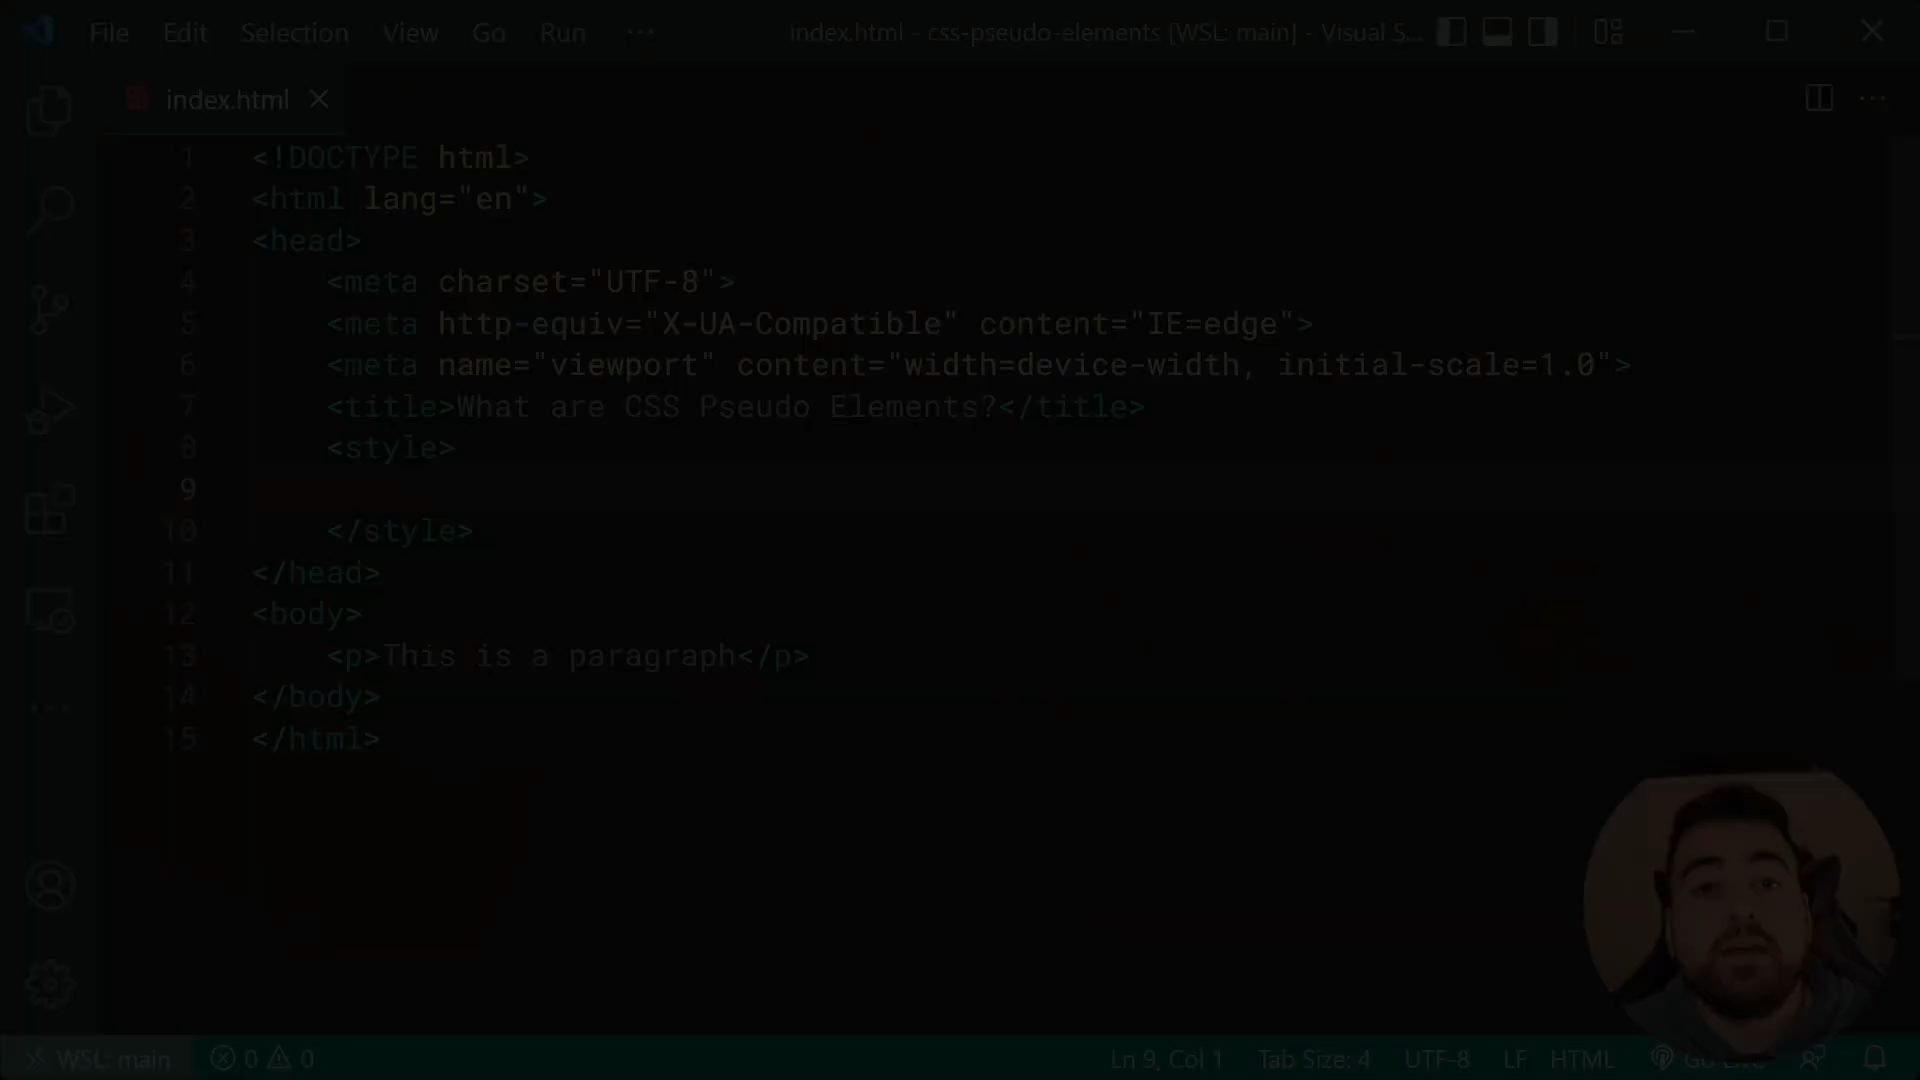 File Edit Selection View Go Run ··· index.html - css-pseudo-elements [WSL: main] - Visual S...
index.html
1 <!DOCTYPE html>
2 <html lang="en">
3 <head>
4 <meta charset="UTF-8">
5 <meta http-equiv="X-UA-Compatible" content="IE=edge">
6 <meta name="viewport" content="width=device-width, initial-scale=1.0">
7 <title>What are CSS Pseudo Elements?</title>
8 <style>
9
10 </style>
11 </head>
12 <body>
13 <p>This is a paragraph</p>
14 </body>
15 </html>
WSL: main 0 0 Ln 9, Col 1 Tab Size: 4 UTF-8 LF HTML Go Live